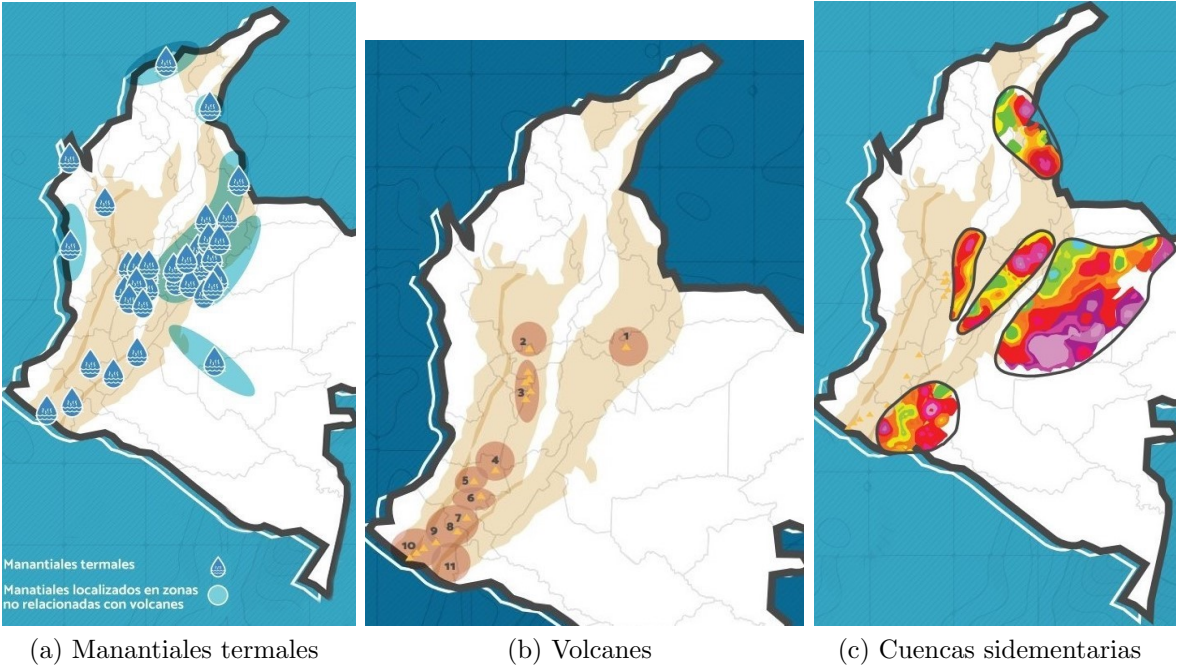 Manantiales termales
Manatiales localizados en zonas
no relacionadas con volcanes
(a) Manantiales termales
1
2
3
4
5
6
7
8
9
10
11
(b) Volcanes
(c) Cuencas sidementarias